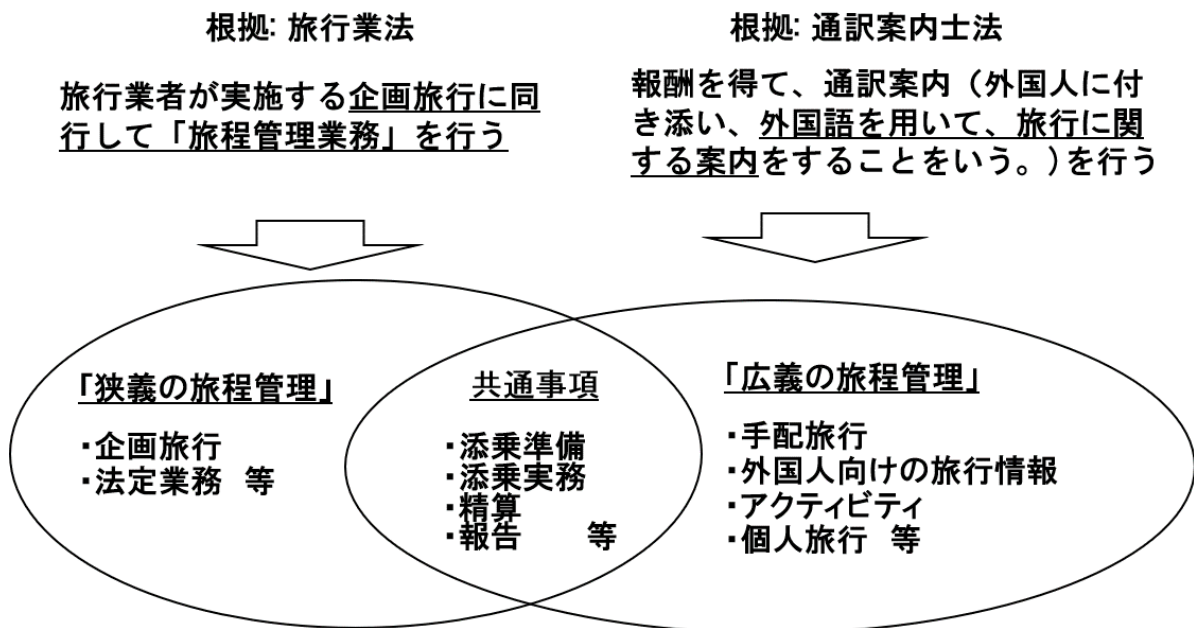 根拠: 旅行業法
旅行業者が実施する企画旅行に同
行して「旅程管理業務」を行う
根拠: 通訳案内士法
報酬を得て、通訳案内（外国人に付
き添い、外国語を用いて、旅行に関
する案内をすることをいう。）を行う
「狭義の旅程管理」
・企画旅行
・法定業務 等
共通事項
・添乗準備
・添乗実務
・精算
・報告 等
「広義の旅程管理」
・手配旅行
・外国人向けの旅行情報
・アクティビティ
・個人旅行 等